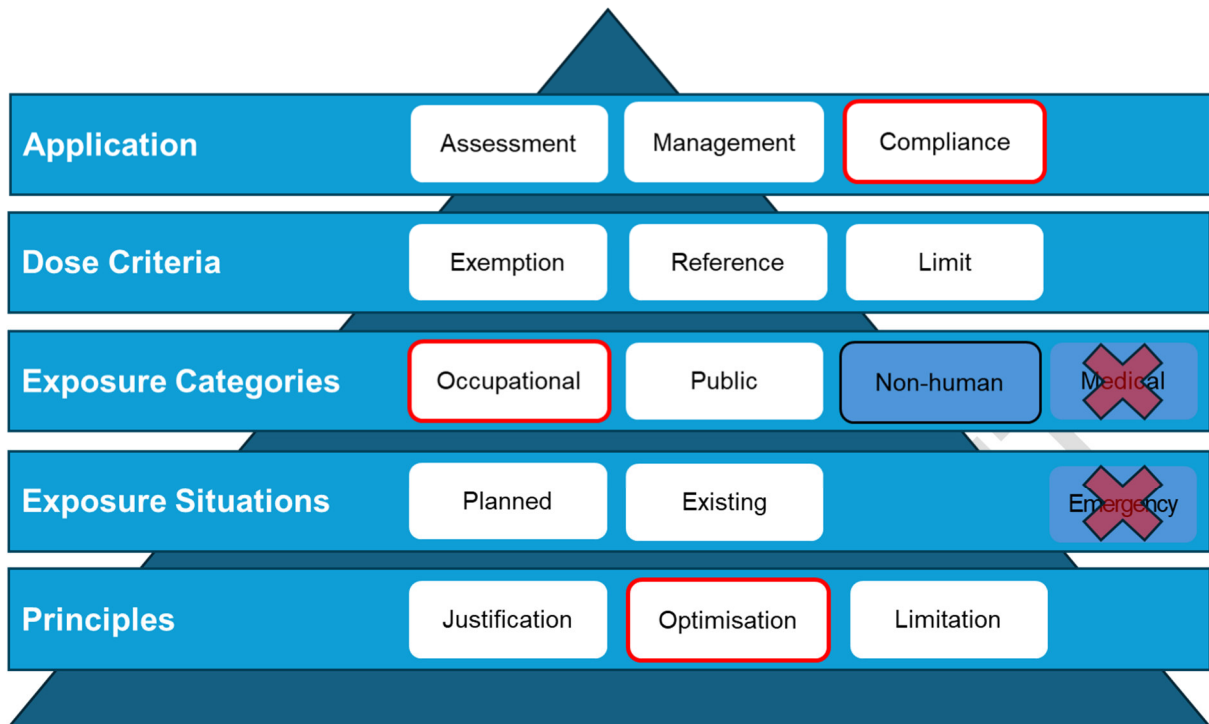 Application
Assessment
Management
Compliance
Dose Criteria
Exemption
Reference
Limit
Exposure Categories
Occupational
Public
Non-human
Medical
Exposure Situations
Planned
Existing
Emergency
Principles
Justification
Optimisation
Limitation